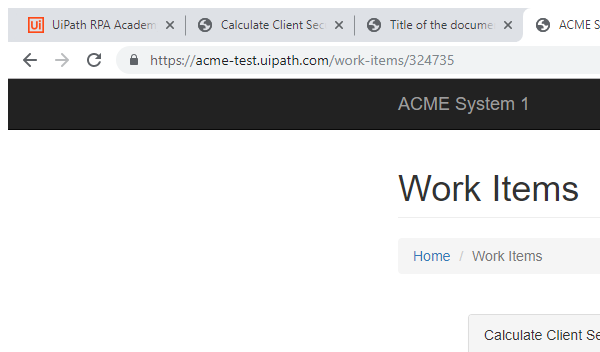 Ui UiPath RPA Academ Calculate Client Sec Title of the docume ACME S
https://acme-test.uipath.com/work-items/324735
ACME System 1
Work Items
Home / Work Items
Calculate Client Se